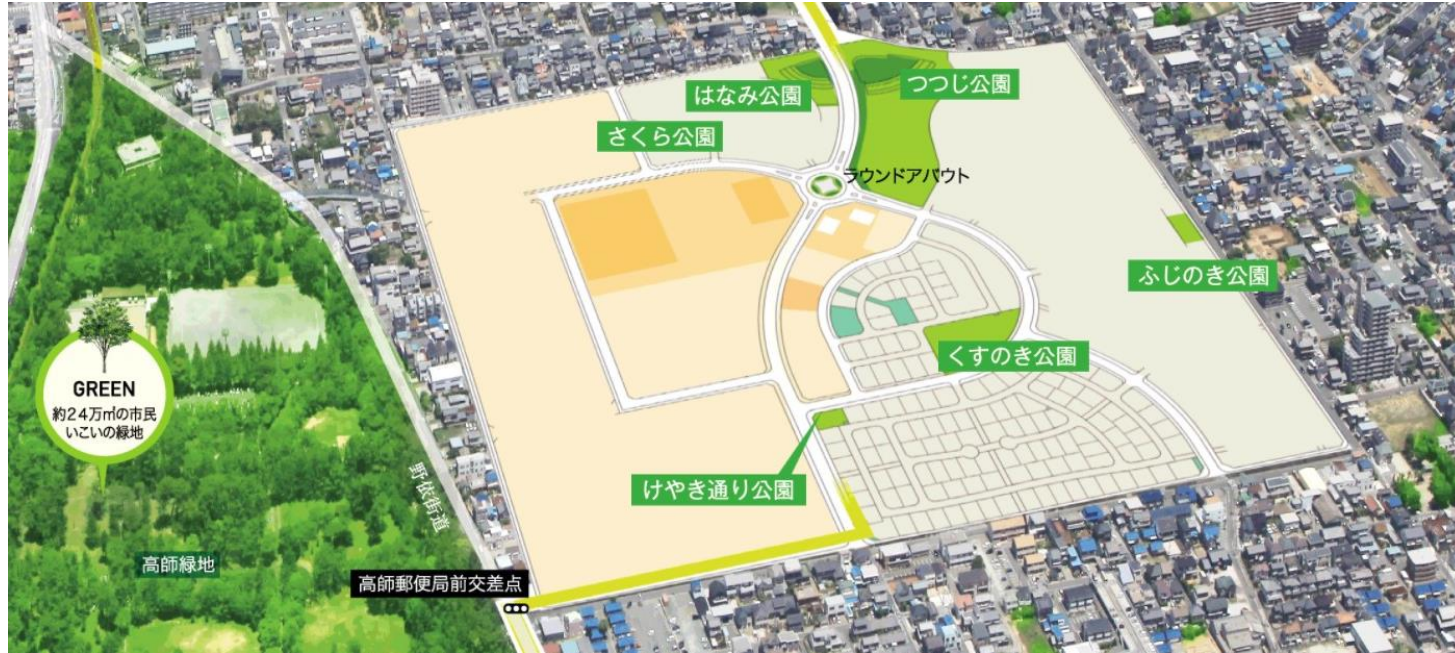 はなみ公園
つつじ公園
さくら公園
ラウンドアバウト
ふじのき公園
くすのき公園
GREEN
約24万㎡の市民
いこいの緑地
けやき通り公園
野依街道
高師緑地
高師郵便局前交差点